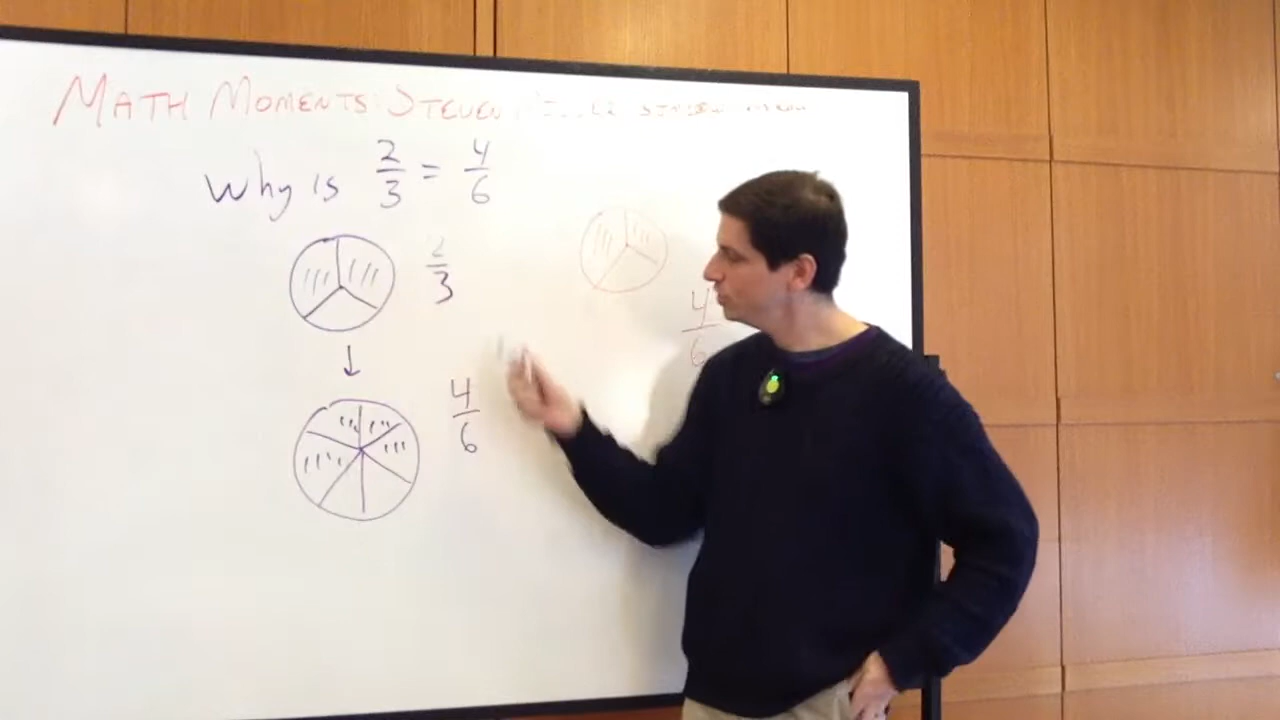 MATH MOMENTS: STEVEN
Why is 2/3 = 4/6
2/3
4/6
4/6